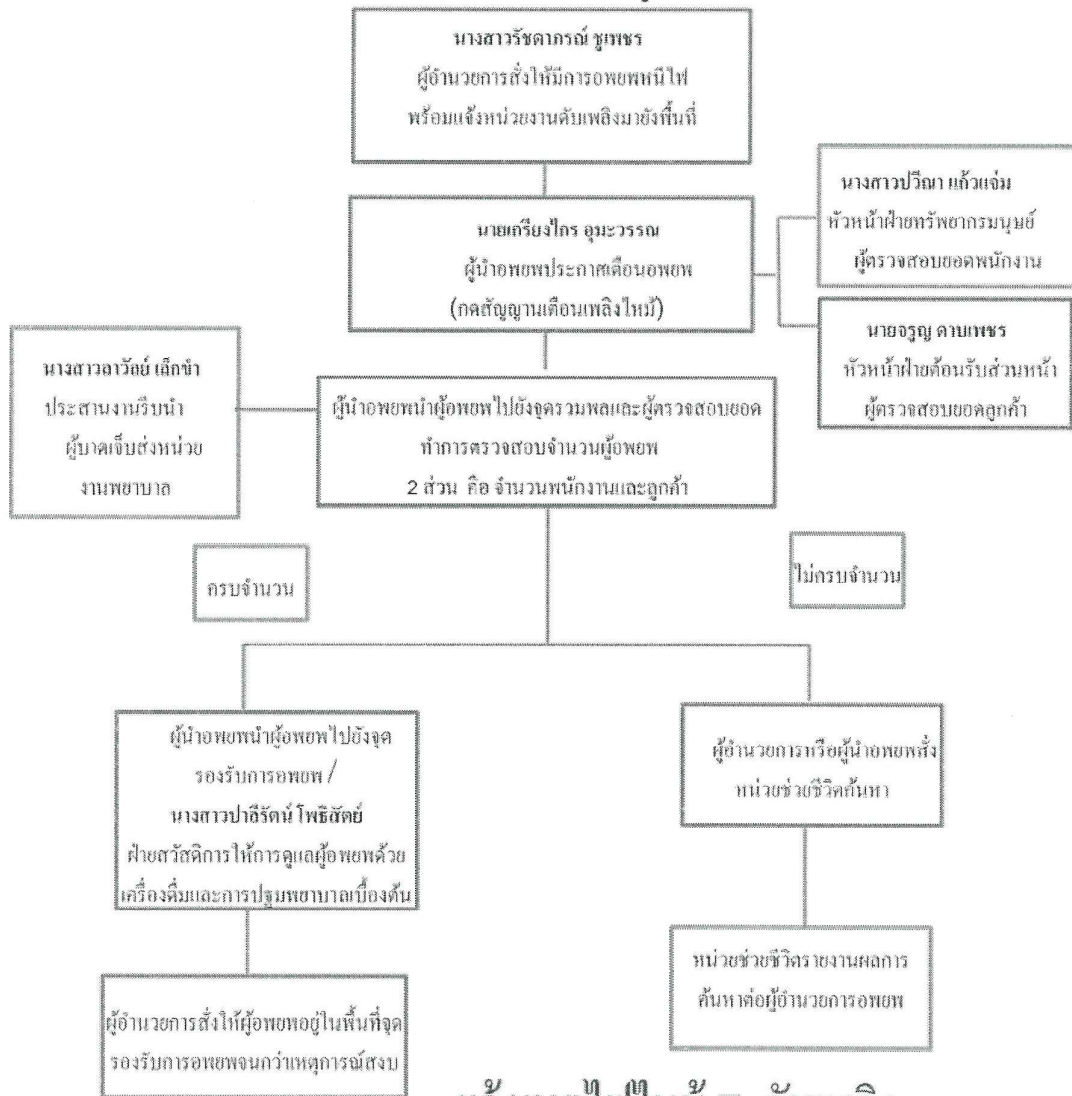 นางสาวรัชดาภรณ์ ชูเพชร
ผู้อำนวยการสั่งให้มีการอพยพหนีไฟ
พร้อมแจ้งหน่วยงานดับเพลิงมายังพื้นที่
นางสาวปวีณา แก้วแจ่ม
หัวหน้าฝ่ายทรัพยากรมนุษย์
ผู้ตรวจสอบยอดพนักงาน
นายเกรียงไกร อุมะวรรณ
ผู้นำอพยพประกาศเตือนอพยพ
(กดสัญญานเตือนเพลิงไหม้)
นายจรูญ ดาบเพชร
หัวหน้าฝ่ายต้อนรับส่วนหน้า
ผู้ตรวจสอบยอดลูกค้า
นางสาวลาวัลย์ เล็กขำ
ประสานงานรีบนำ
ผู้บาดเจ็บส่งหน่วย
งานพยาบาล
ผู้นำอพยพนำผู้อพยพไปยังจุดรวมพลและผู้ตรวจสอบยอด
ทำการตรวจสอบจำนวนผู้อพยพ
2 ส่วน คือ จำนวนพนักงานและลูกค้า
ครบจำนวน
ไม่ครบจำนวน
ผู้นำอพยพนำผู้อพยพไปยังจุด
รองรับการอพยพ /
นางสาวปาลีรัตน์ โพธิสัตย์
ฝ่ายสวัสดิการให้การดูแลผู้อพยพด้วย
เครื่องดื่มและการปฐมพยาบาลเบื้องต้น
ผู้อำนวยการหรือผู้นำอพยพสั่ง
หน่วยช่วยชีวิตค้นหา
ผู้อำนวยการสั่งให้ผู้อพยพอยู่ในพื้นที่จุด
รองรับการอพยพจนกว่าเหตุการณ์สงบ
หน่วยช่วยชีวิตรายงานผลการ
ค้นหาต่อผู้อำนวยการอพยพ